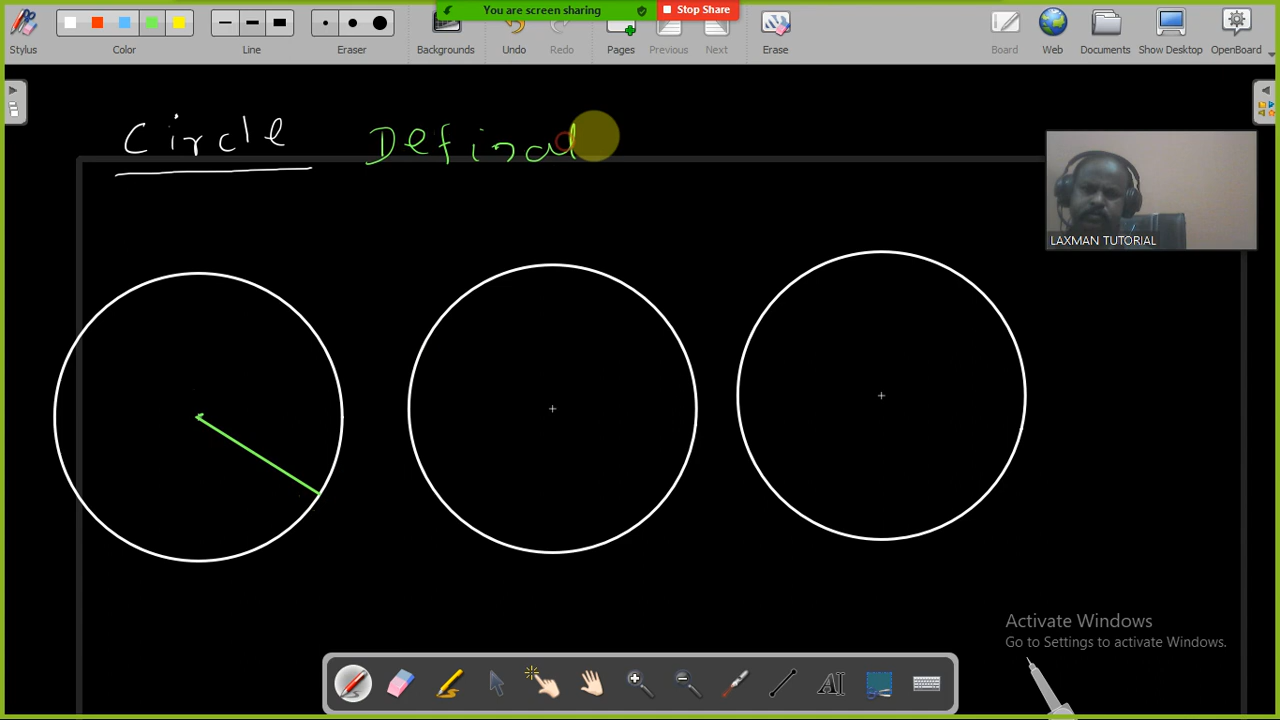 You are screen sharing
Stop Share
Stylus
Color
Line
Eraser
Backgrounds
Undo
Redo
Pages
Previous
Next
Erase
Board
Web
Documents
Show Desktop
OpenBoard
Circle
LAXMAN TUTORIAL
Activate Windows
Go to Settings to activate Windows.
AI